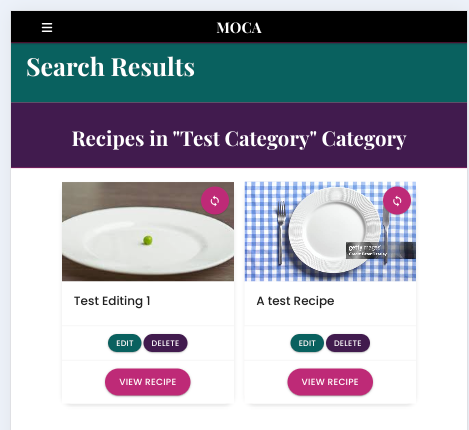 MOCA
Search Results
Recipes in "Test Category" Category
gettyimages
Test Editing 1
A test Recipe
EDIT DELETE
EDIT DELETE
VIEW RECIPE
VIEW RECIPE